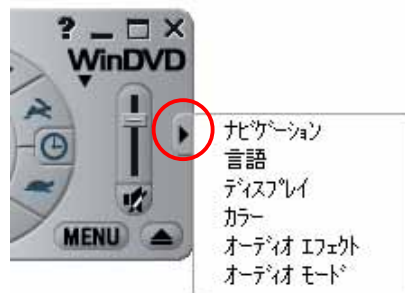 ? _ □ ×
WinDVD
MENU
ﾅﾋﾞｹﾞｰｼｮﾝ
言語
ﾃﾞｨｽﾌﾟﾚｲ
ｶﾗｰ
ｵｰﾃﾞｨｵ ｴﾌｪｸﾄ
ｵｰﾃﾞｨｵ ﾓｰﾄﾞ